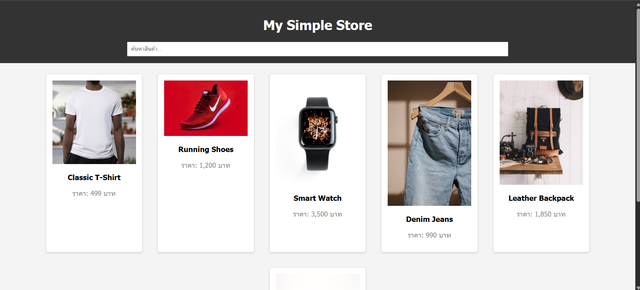 My Simple Store
ค้นหาสินค้า...
Classic T-Shirt
ราคา: 499 บาท
Running Shoes
ราคา: 1,200 บาท
Smart Watch
ราคา: 3,500 บาท
Denim Jeans
ราคา: 990 บาท
Leather Backpack
ราคา: 1,850 บาท